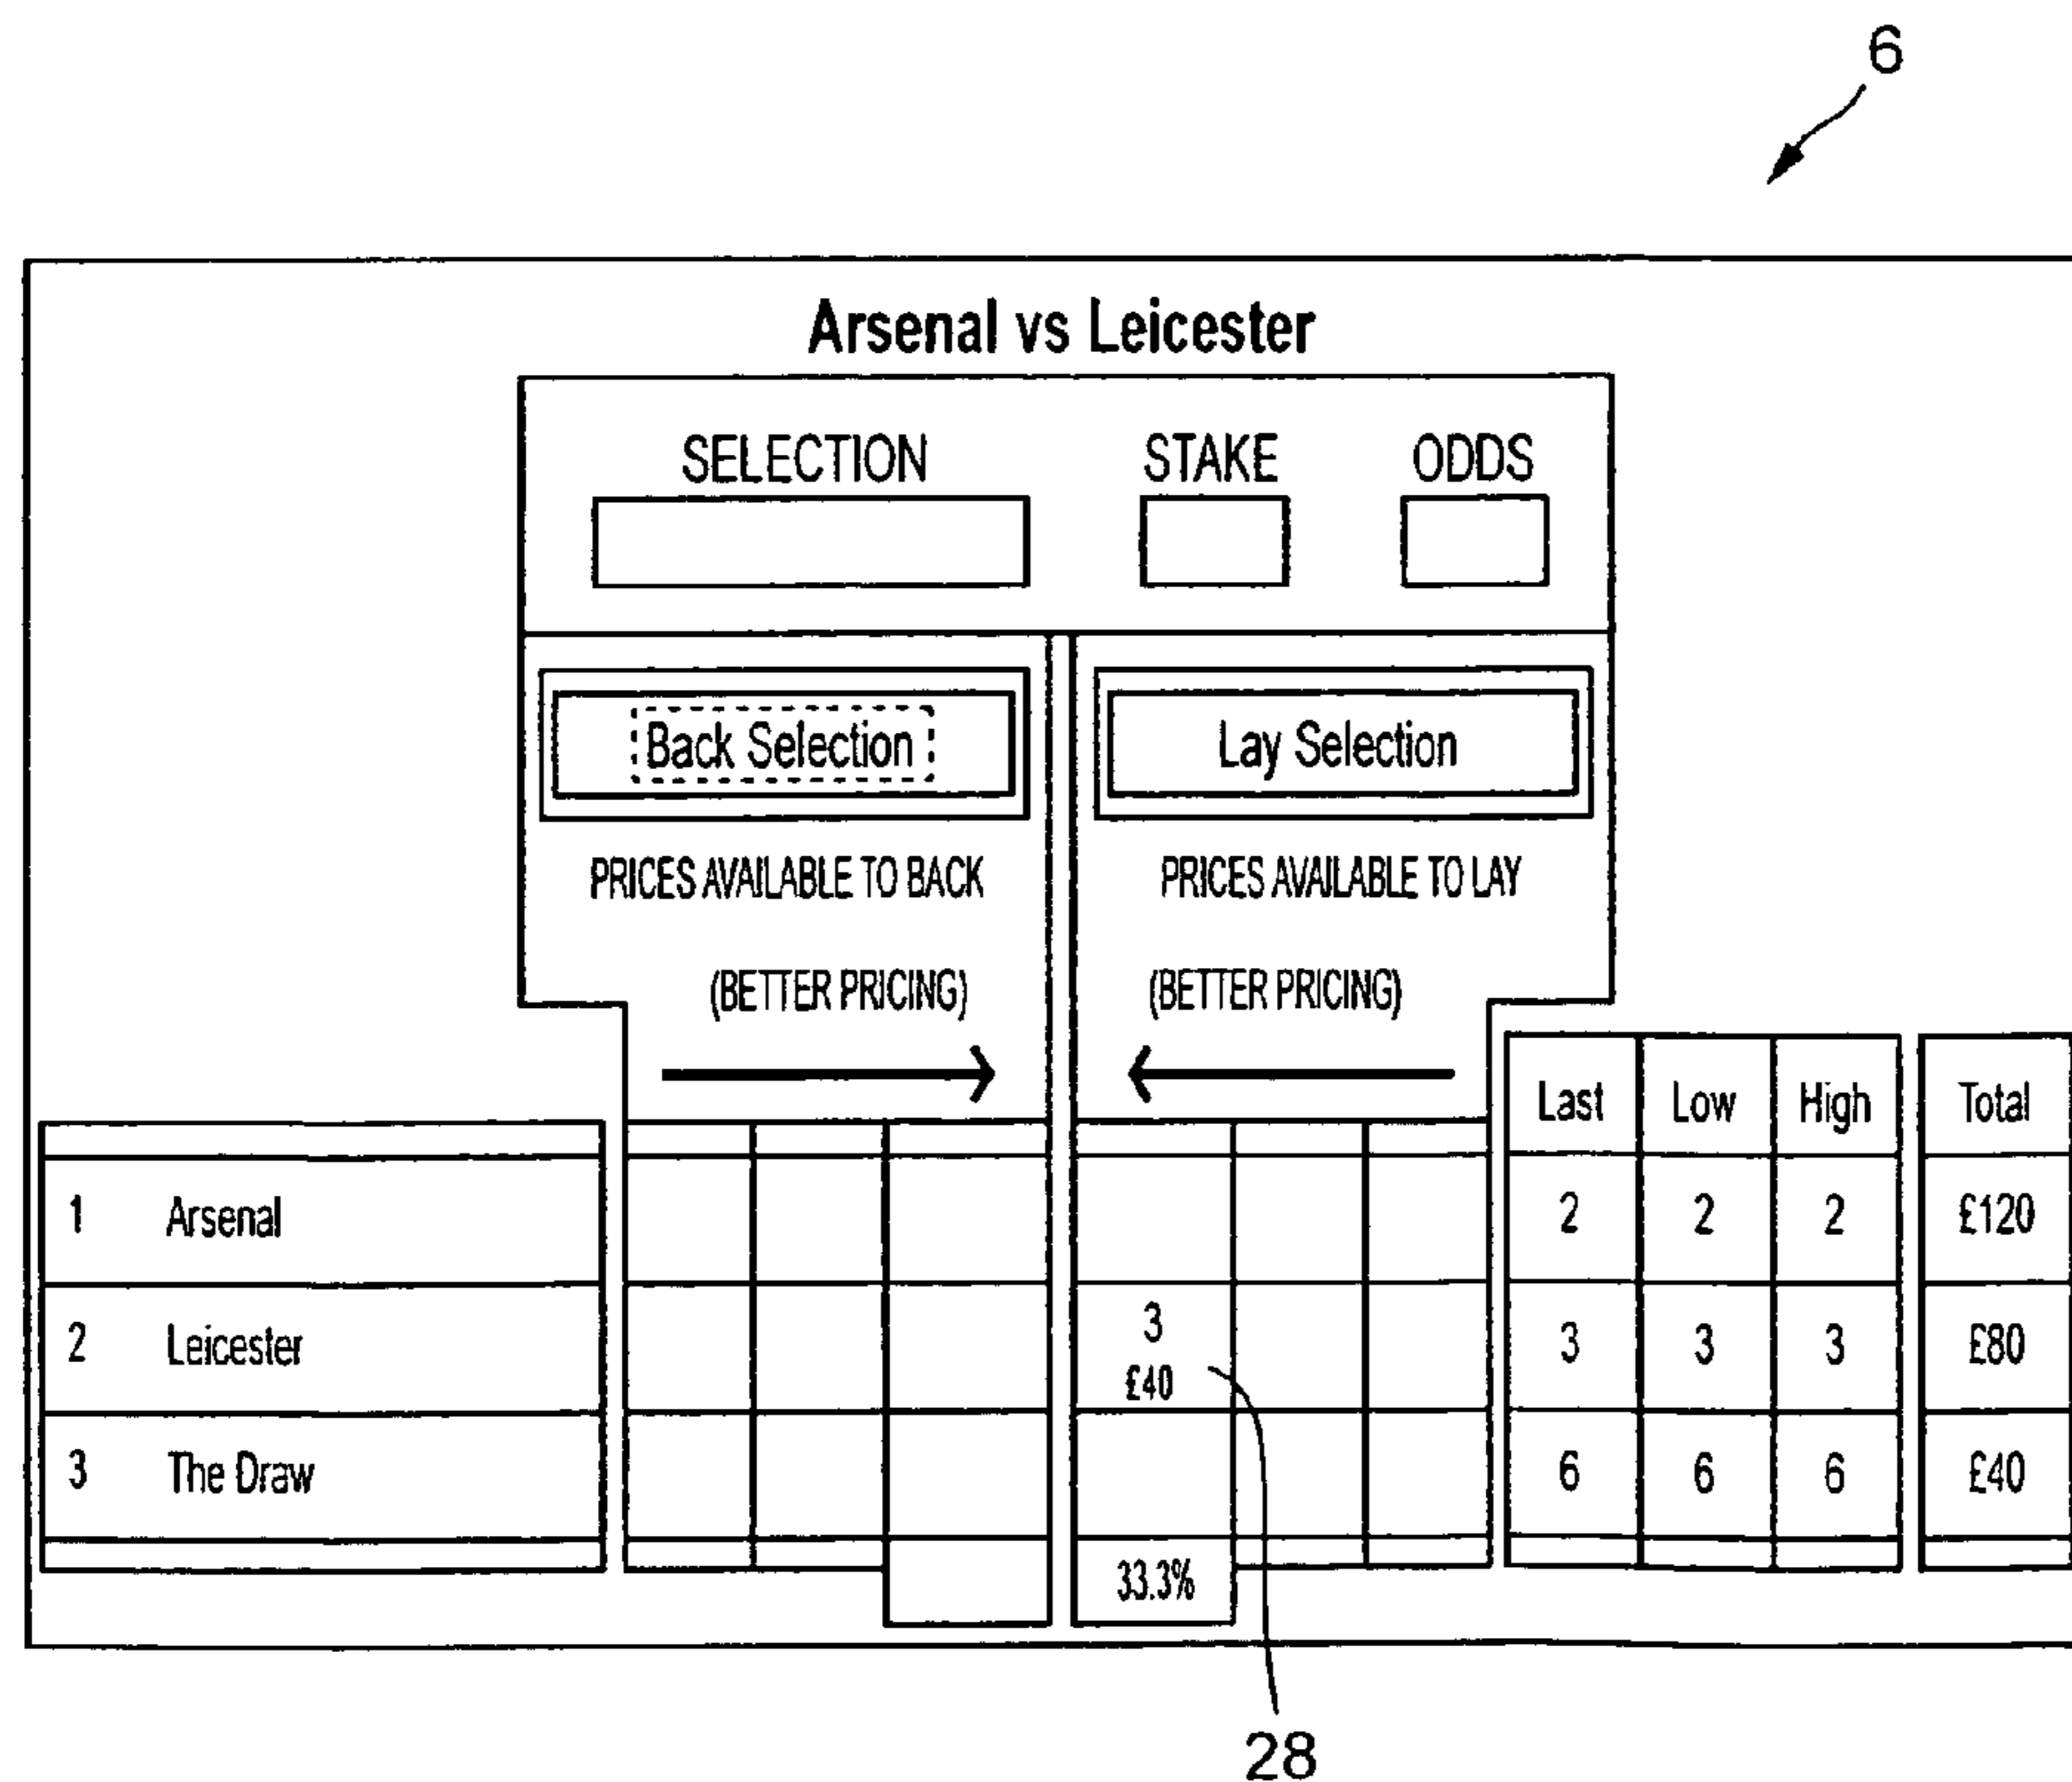 6
Arsenal vs Leicester
SELECTION STAKE ODDS
Back Selection Lay Selection
PRICES AVAILABLE TO BACK PRICES AVAILABLE TO LAY
(BETTER PRICING) (BETTER PRICING)
Last Low High Total
1 Arsenal 2 2 2 £120
2 Leicester 3 £40 3 3 3 £80
3 The Draw 6 6 6 £40
33.3%
28